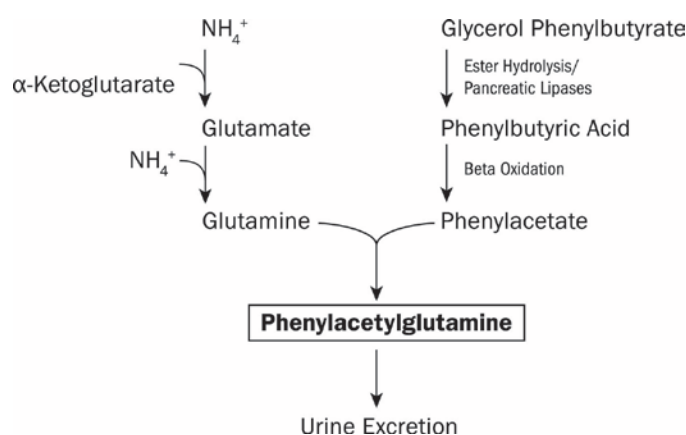 NH₄⁺
Glycerol Phenylbutyrate
α-Ketoglutarate
Ester Hydrolysis/
Pancreatic Lipases
Glutamate
Phenylbutyric Acid
NH₄⁺
Beta Oxidation
Glutamine
Phenylacetate
Phenylacetylglutamine
Urine Excretion